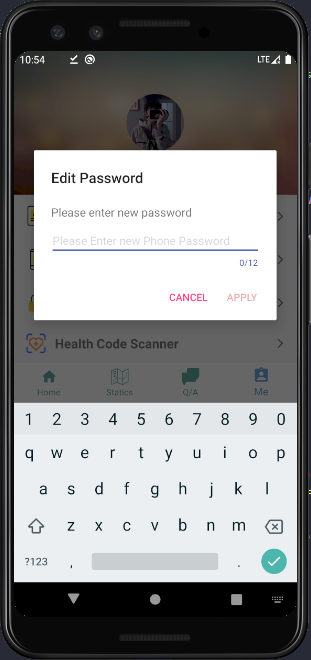 10:54
LTE
Edit Password
Please enter new password
Please Enter new Phone Password
0/12
CANCEL
APPLY
Health Code Scanner
Home
Statics
Q/A
Me
1 2 3 4 5 6 7 8 9 0
q w e r t y u i o p
a s d f g h j k l
z x c v b n m
?123 , .